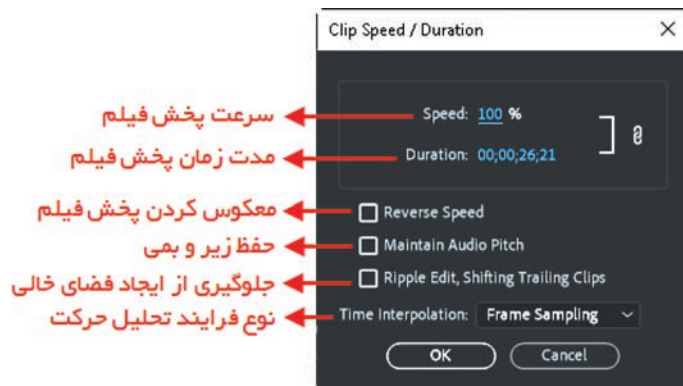 Clip Speed / Duration
سرعت پخش فیلم
Speed: 100 %
مدت زمان پخش فیلم
Duration: 00;00;26;21
معکوس کردن پخش فیلم
Reverse Speed
حفظ زیر و بمی
Maintain Audio Pitch
جلوگیری از ایجاد فضای خالی
Ripple Edit, Shifting Trailing Clips
نوع فرایند تحلیل حرکت
Time Interpolation: Frame Sampling
OK Cancel